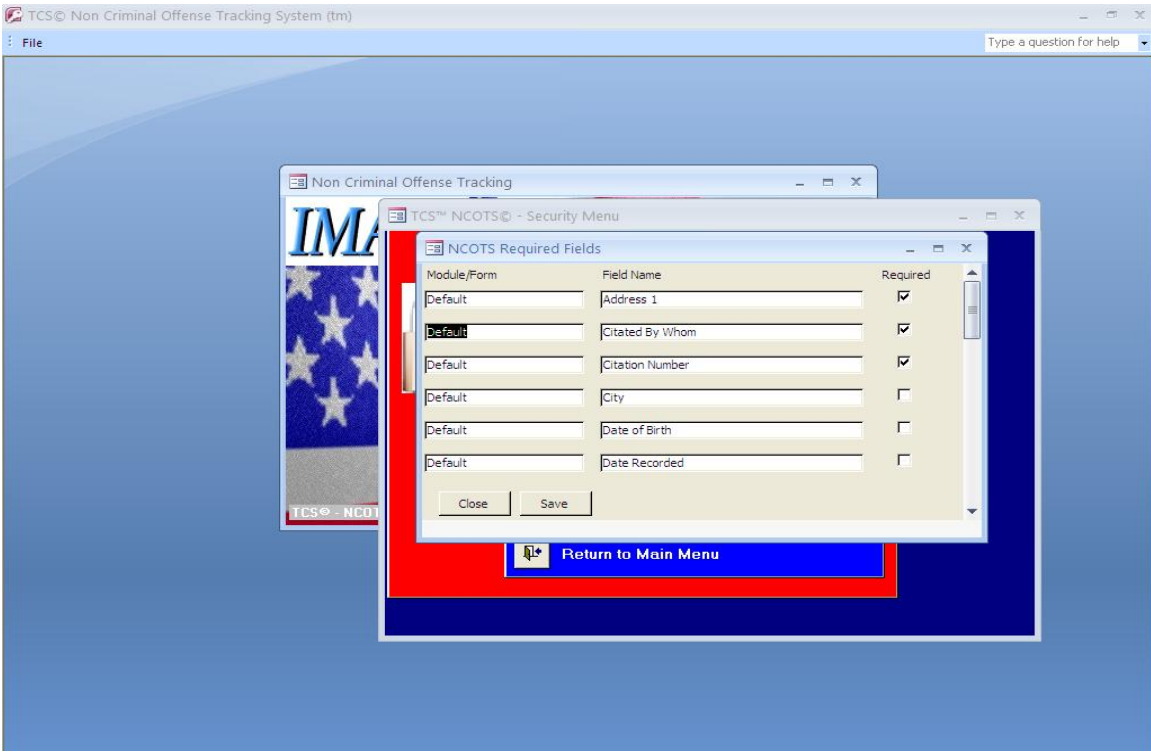 TCS© Non Criminal Offense Tracking System (tm)
File
Type a question for help
Non Criminal Offense Tracking
IMA
TCS™ NCOTS© - Security Menu
NCOTS Required Fields
Module/Form Field Name Required
Default Address 1
Default Citated By Whom
Default Citation Number
Default City
Default Date of Birth
Default Date Recorded
Close Save
TCS® - NCOT
Return to Main Menu